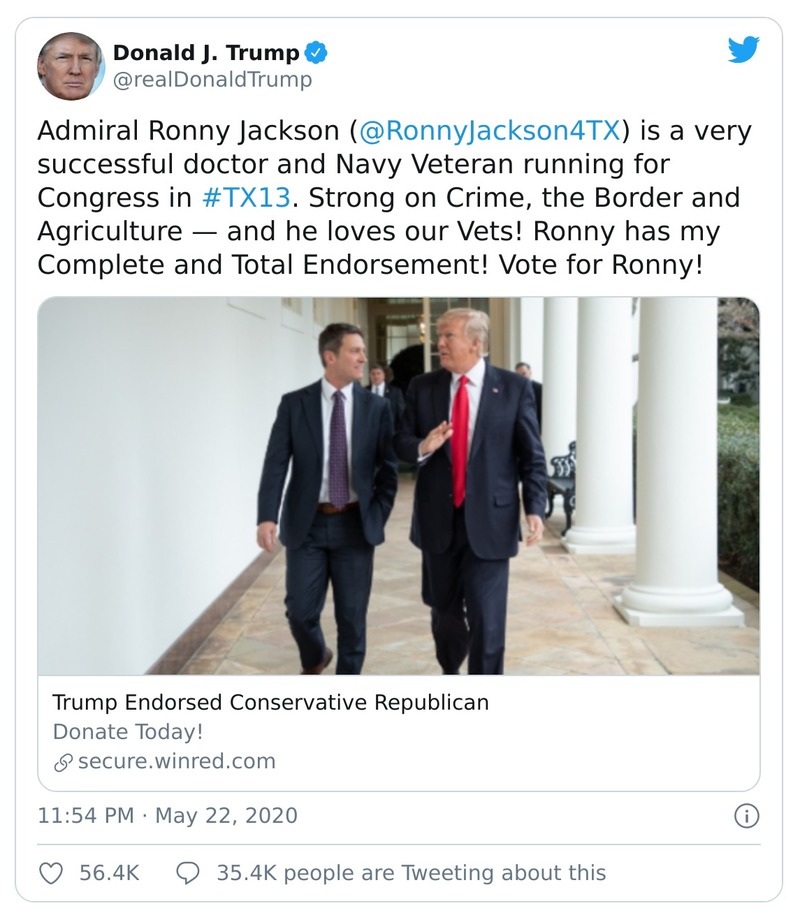 Donald J. Trump
@realDonaldTrump
Admiral Ronny Jackson (@RonnyJackson4TX) is a very
successful doctor and Navy Veteran running for
Congress in #TX13. Strong on Crime, the Border and
Agriculture — and he loves our Vets! Ronny has my
Complete and Total Endorsement! Vote for Ronny!
Trump Endorsed Conservative Republican
Donate Today!
secure.winred.com
11:54 PM · May 22, 2020
56.4K 35.4K people are Tweeting about this